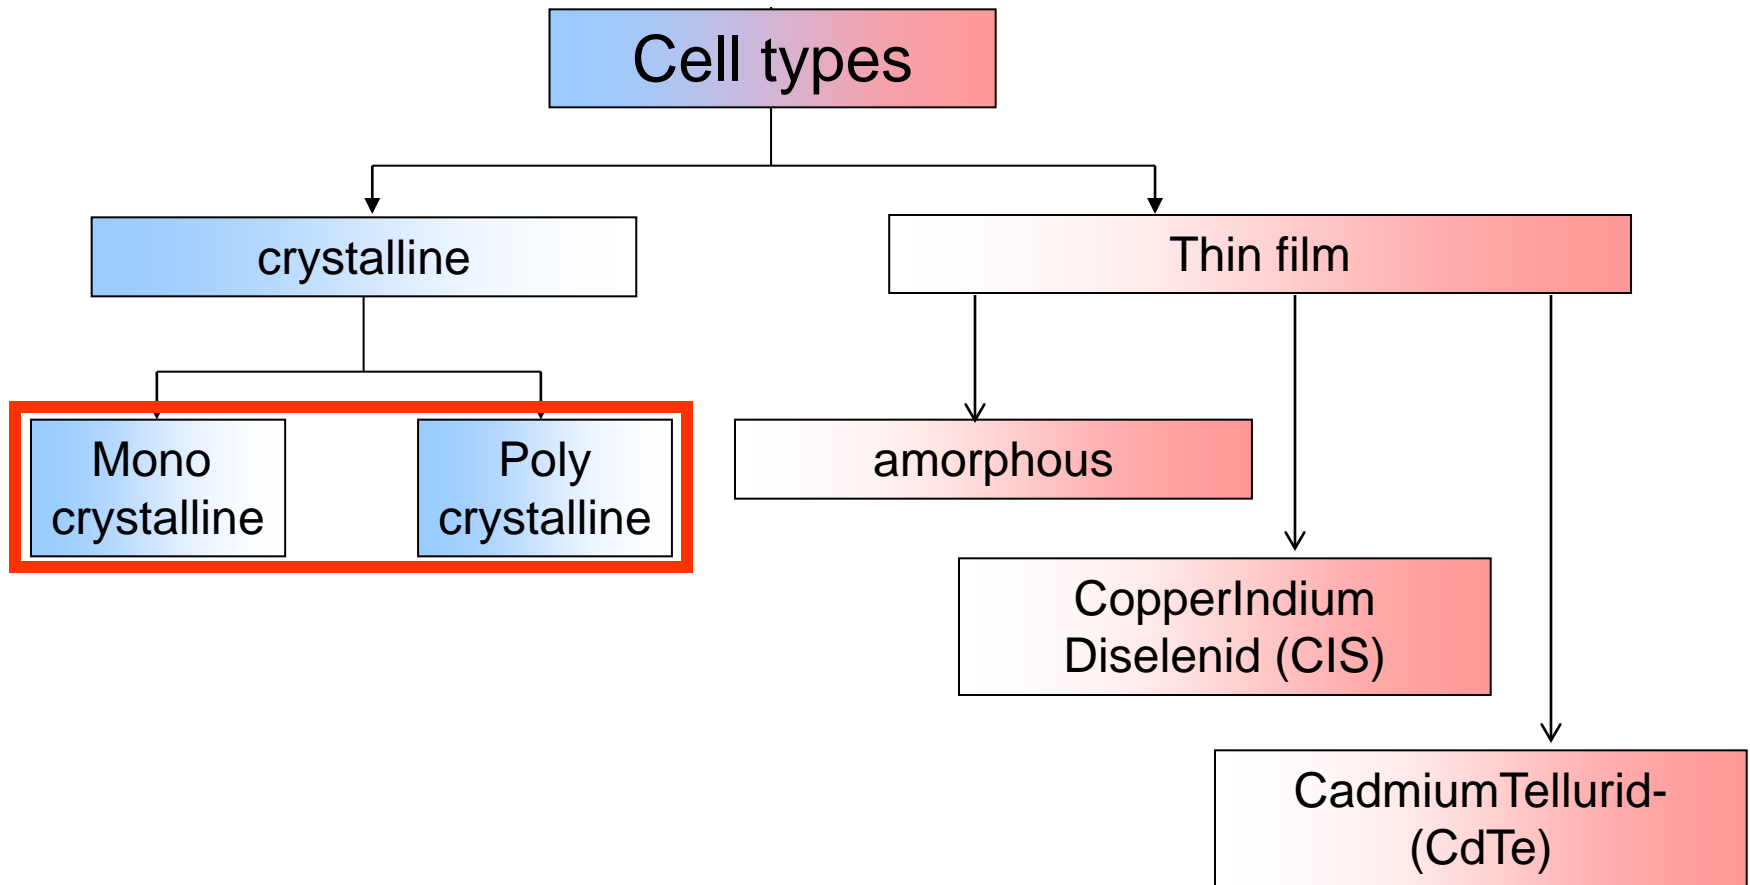 Cell types
crystalline
Thin film
Mono
crystalline
Poly
crystalline
amorphous
CopperIndium
Diselenid (CIS)
CadmiumTellurid-
(CdTe)